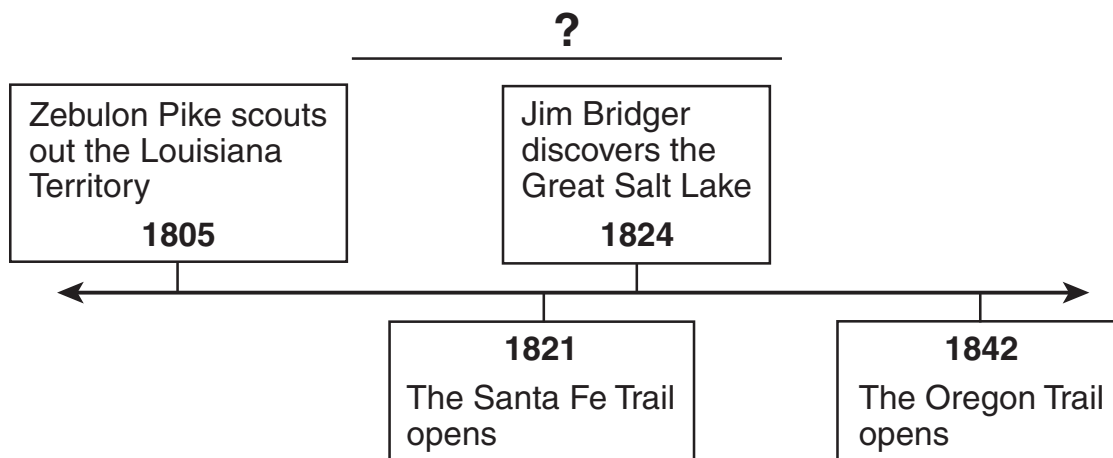 ?
Zebulon Pike scouts
out the Louisiana
Territory
1805
Jim Bridger
discovers the
Great Salt Lake
1824
1821
The Santa Fe Trail
opens
1842
The Oregon Trail
opens